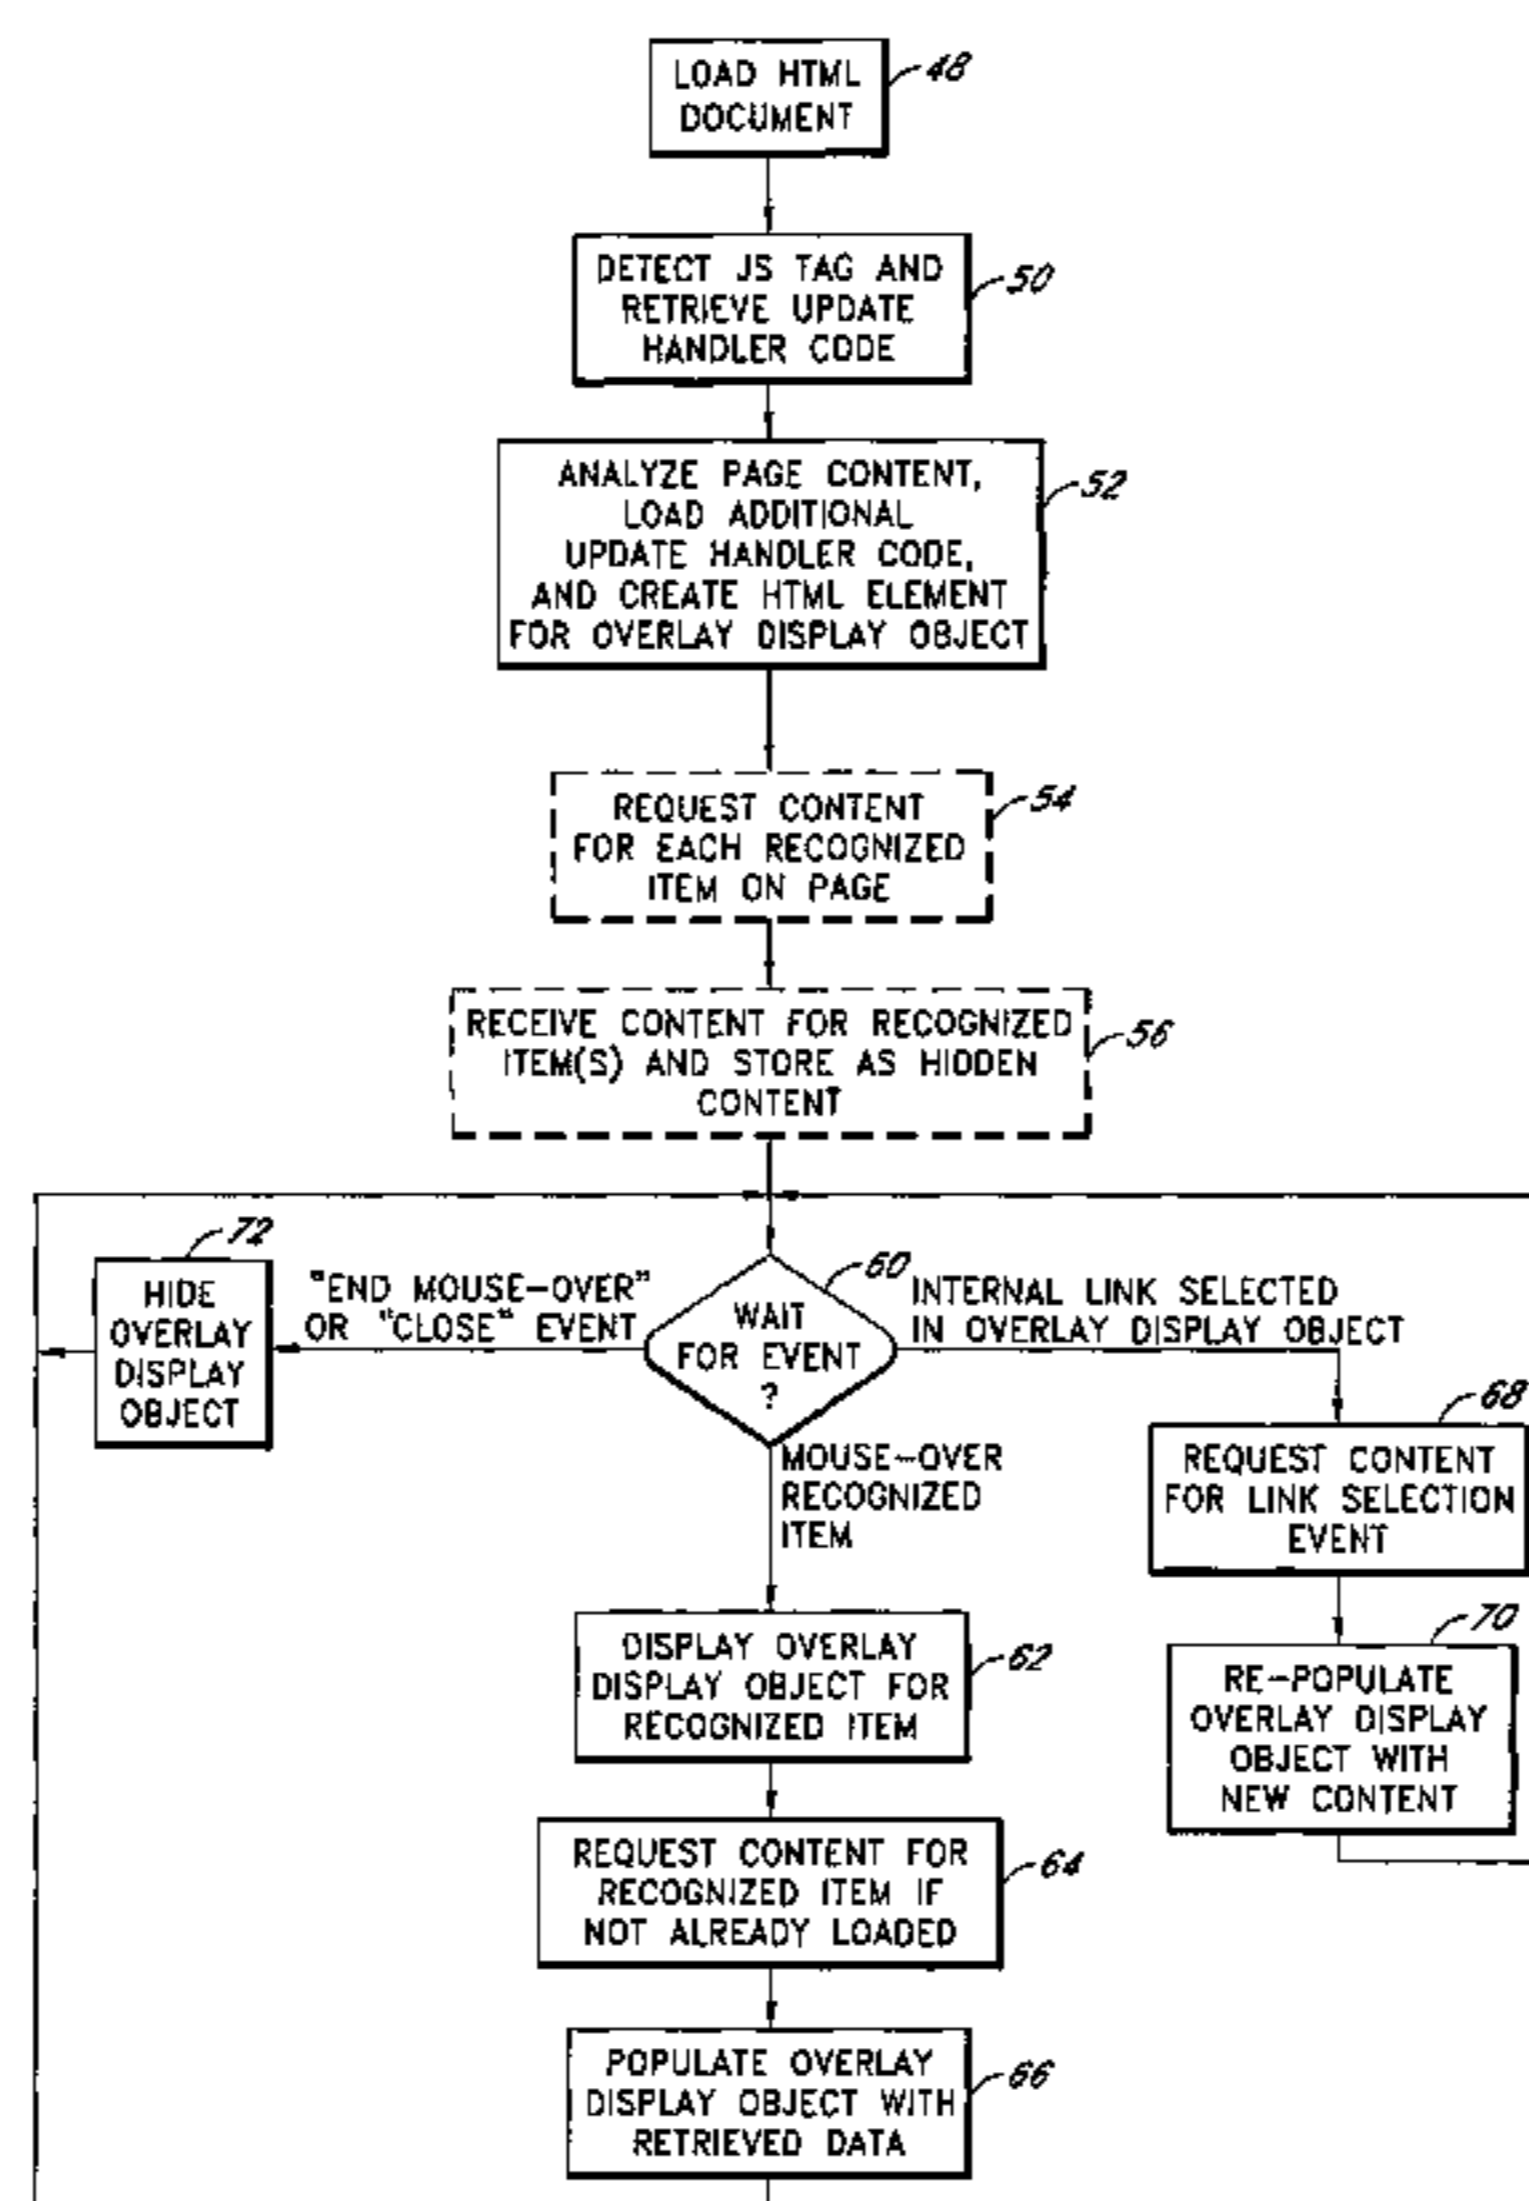 LOAD HTML
DOCUMENT
48
DETECT JS TAG AND
RETRIEVE UPDATE
HANDLER CODE
50
ANALYZE PAGE CONTENT,
LOAD ADDITIONAL
UPDATE HANDLER CODE,
AND CREATE HTML ELEMENT
FOR OVERLAY DISPLAY OBJECT
52
REQUEST CONTENT
FOR EACH RECOGNIZED
ITEM ON PAGE
54
RECEIVE CONTENT FOR RECOGNIZED
ITEM(S) AND STORE AS HIDDEN
CONTENT
56
72
HIDE
OVERLAY
DISPLAY
OBJECT
"END MOUSE-OVER"
OR "CLOSE" EVENT
60
WAIT
FOR EVENT
?
INTERNAL LINK SELECTED
IN OVERLAY DISPLAY OBJECT
68
REQUEST CONTENT
FOR LINK SELECTION
EVENT
MOUSE-OVER
RECOGNIZED
ITEM
70
RE-POPULATE
OVERLAY DISPLAY
OBJECT WITH
NEW CONTENT
DISPLAY OVERLAY
DISPLAY OBJECT FOR
RECOGNIZED ITEM
62
REQUEST CONTENT FOR
RECOGNIZED ITEM IF
NOT ALREADY LOADED
64
POPULATE OVERLAY
DISPLAY OBJECT WITH
RETRIEVED DATA
66